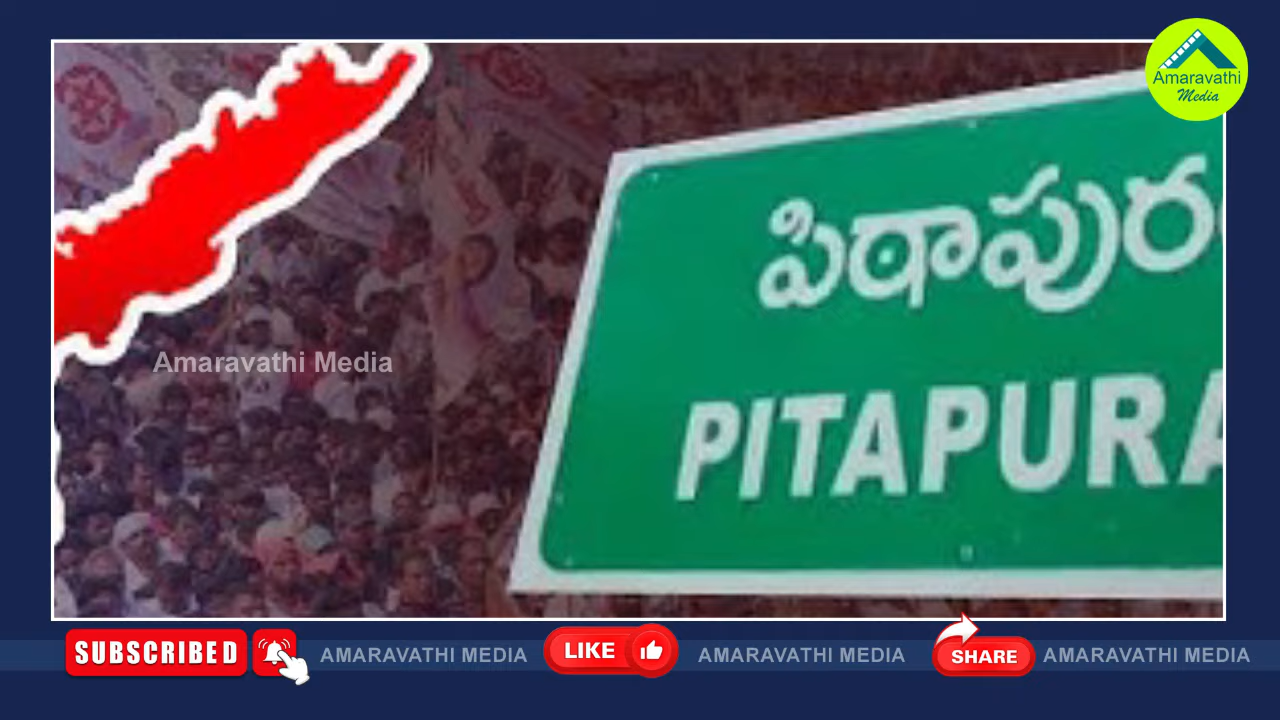 Amaravathi
Media
పిఠాపుర
PITAPURA
Amaravathi Media
SUBSCRIBED
AMARAVATHI MEDIA
LIKE
AMARAVATHI MEDIA
SHARE
AMARAVATHI MEDIA